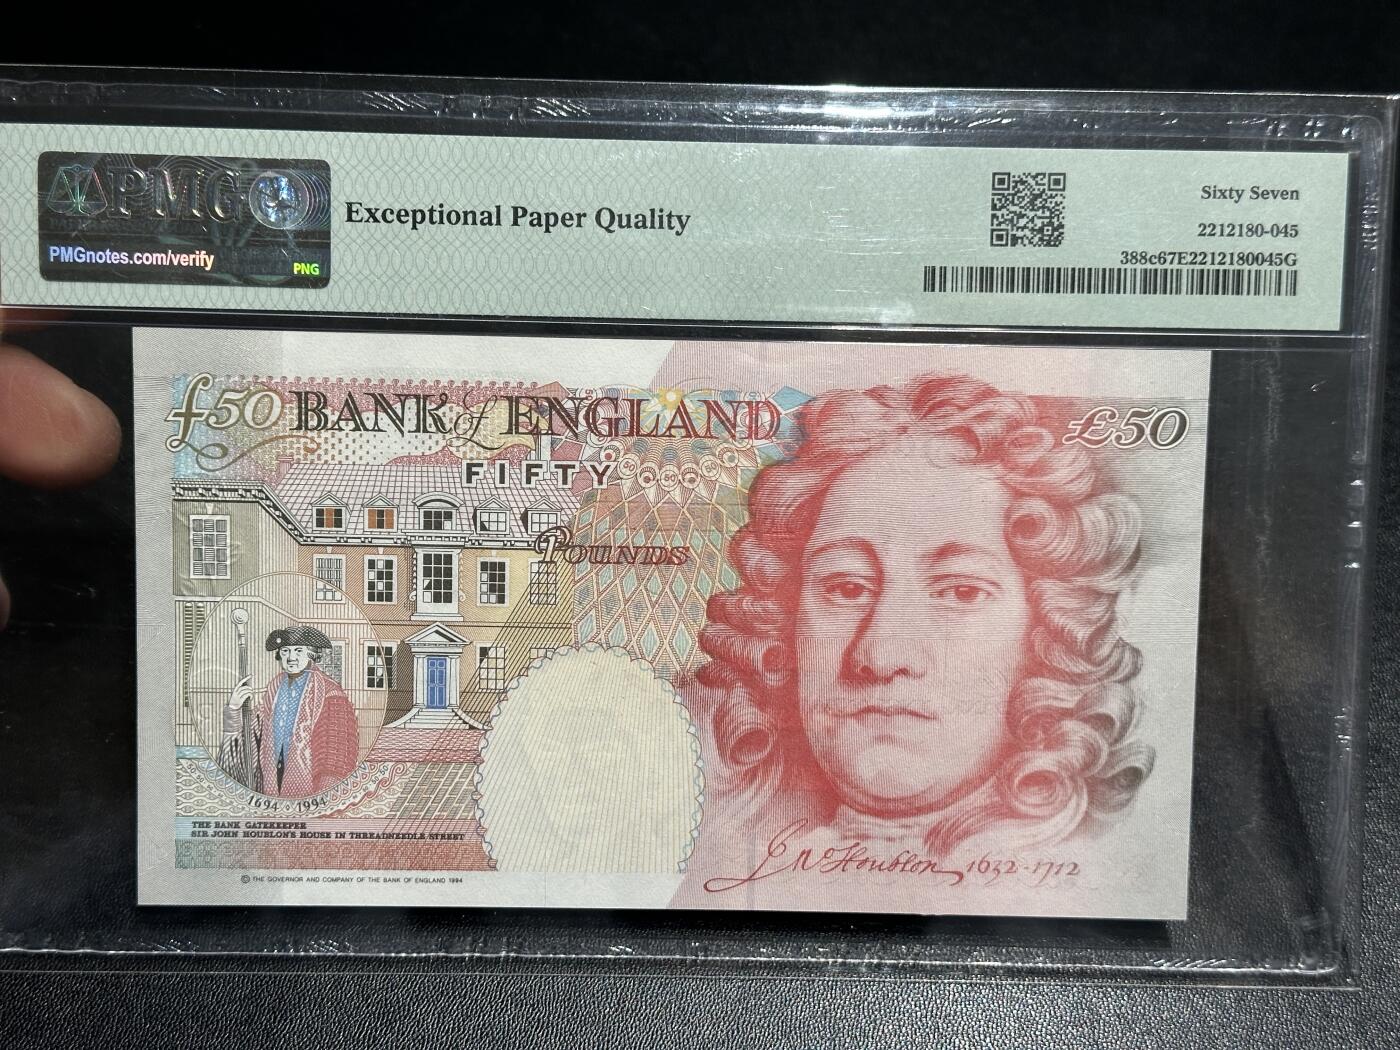 PMG
PMGnotes.com/verify
PNG
Exceptional Paper Quality
Sixty Seven
2212180-045
388c67E2212180045G
£50 BANK of ENGLAND £50
FIFTY
POUNDS
1694 ◦ 1994
THE BANK GATEKEEPER
SIR JOHN HOUBLON'S HOUSE IN THREADNEEDLE STREET
© THE GOVERNOR AND COMPANY OF THE BANK OF ENGLAND 1994
Jn° Houblon 1632-1712